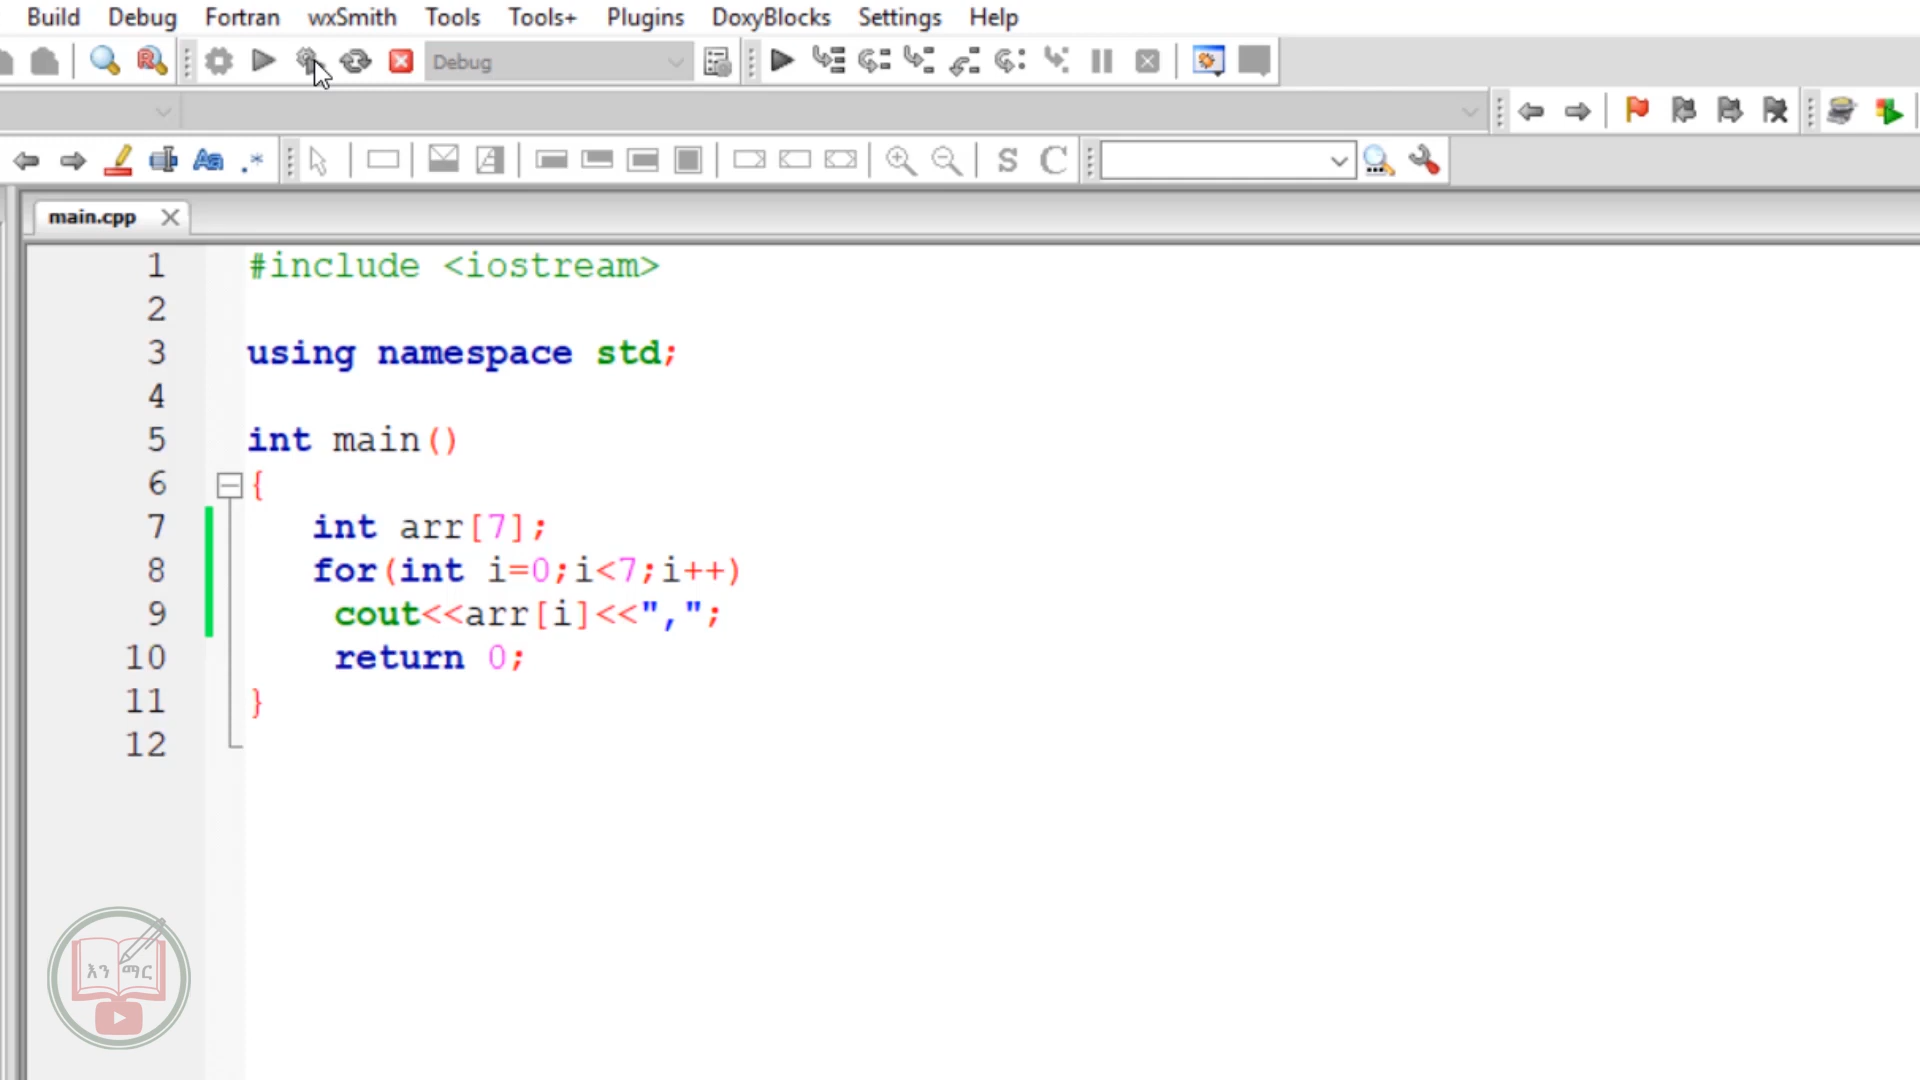 Build Debug Fortran wxSmith Tools Tools+ Plugins DoxyBlocks Settings Help
Debug
main.cpp
1 #include <iostream>
2
3 using namespace std;
4
5 int main()
6 {
7 int arr[7];
8 for(int i=0;i<7;i++)
9 cout<<arr[i]<<",";
10 return 0;
11 }
12
እን ማር